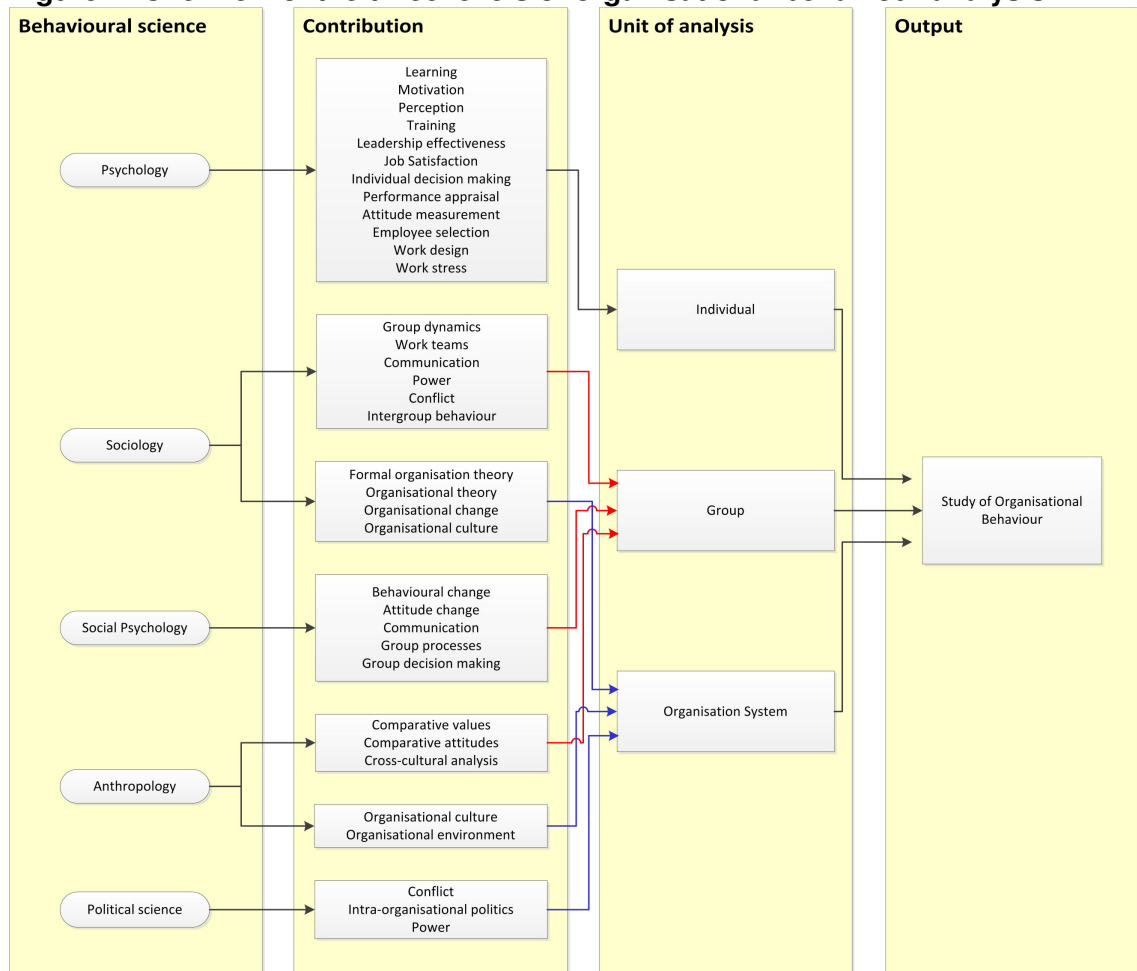 Behavioural science
Contribution
Unit of analysis
Output
Psychology
Learning
Motivation
Perception
Training
Leadership effectiveness
Job Satisfaction
Individual decision making
Performance appraisal
Attitude measurement
Employee selection
Work design
Work stress
Individual
Sociology
Group dynamics
Work teams
Communication
Power
Conflict
Intergroup behaviour
Formal organisation theory
Organisational theory
Organisational change
Organisational culture
Group
Study of Organisational
Behaviour
Social Psychology
Behavioural change
Attitude change
Communication
Group processes
Group decision making
Organisation System
Anthropology
Comparative values
Comparative attitudes
Cross-cultural analysis
Organisational culture
Organisational environment
Political science
Conflict
Intra-organisational politics
Power